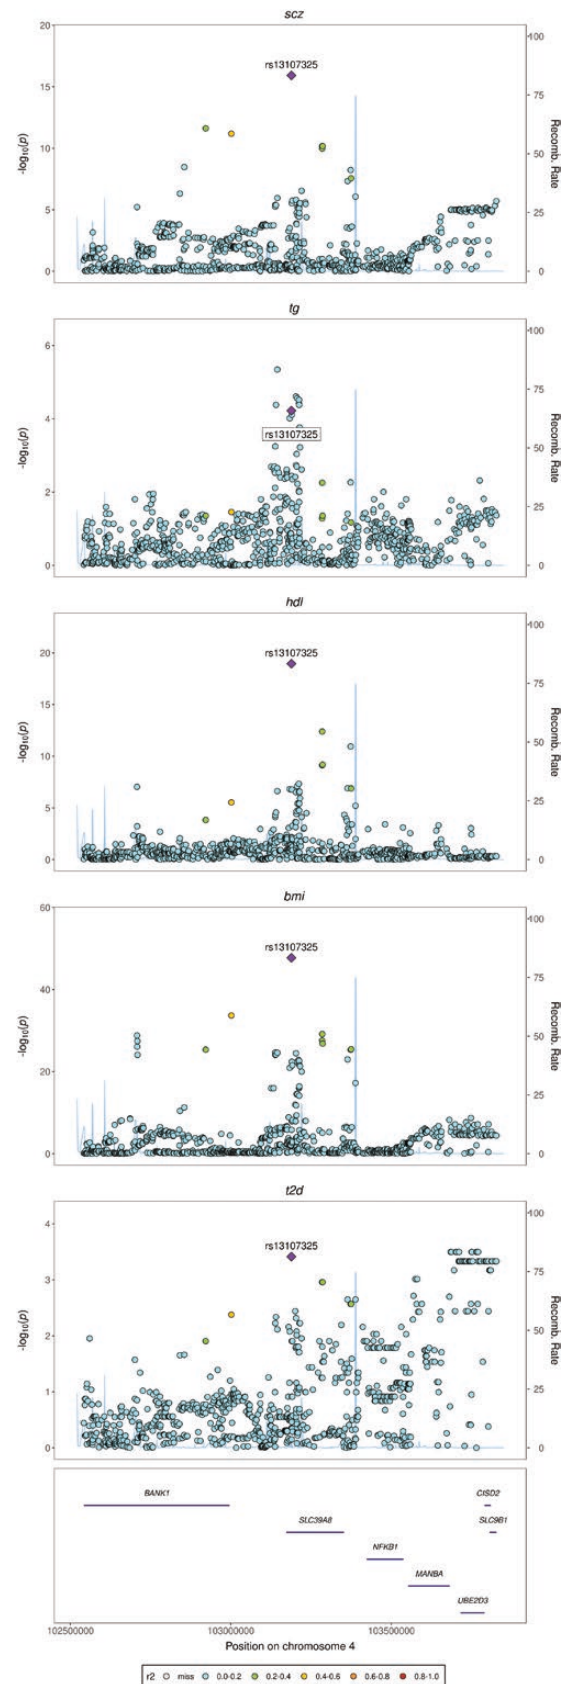 scz
20
15
10
5
0
100
75
50
25
0
-log10(p)
Recomb. Rate
rs13107325
tg
6
4
2
0
100
75
50
25
0
-log10(p)
Recomb. Rate
rs13107325
hdl
20
15
10
5
0
100
75
50
25
0
-log10(p)
Recomb. Rate
rs13107325
bmi
60
40
20
0
100
75
50
25
0
-log10(p)
Recomb. Rate
rs13107325
t2d
4
3
2
1
0
100
75
50
25
0
-log10(p)
Recomb. Rate
rs13107325
BANK1
CISD2
SLC39A8
SLC9B1
NFKB1
MANBA
UBE2D3
102500000 103000000 103500000
Position on chromosome 4
r2 miss 0.0-0.2 0.2-0.4 0.4-0.6 0.6-0.8 0.8-1.0